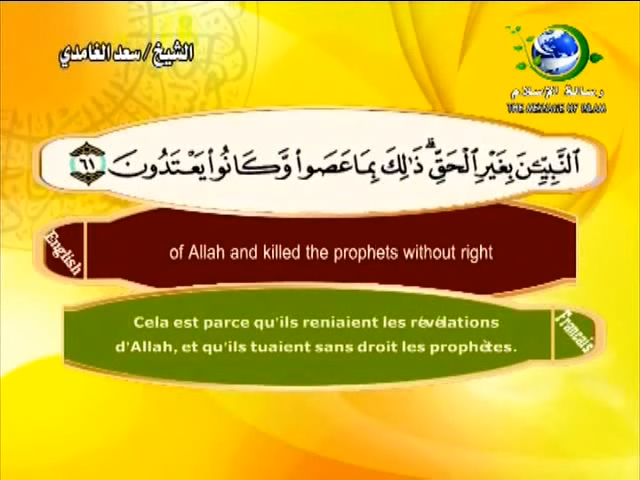 الشيخ / سعد الغامدي
رسالة الإسلام
THE MESSAGE OF ISLAM
ٱلنَّبِيِّـۧنَ بِغَيْرِ ٱلْحَقِّ ۗ ذَٰلِكَ بِمَا عَصَوا۟ وَّكَانُوا۟ يَعْتَدُونَ ٦١
English
of Allah and killed the prophets without right
Cela est parce qu'ils reniaient les révélations
d'Allah, et qu'ils tuaient sans droit les prophètes.
Francais